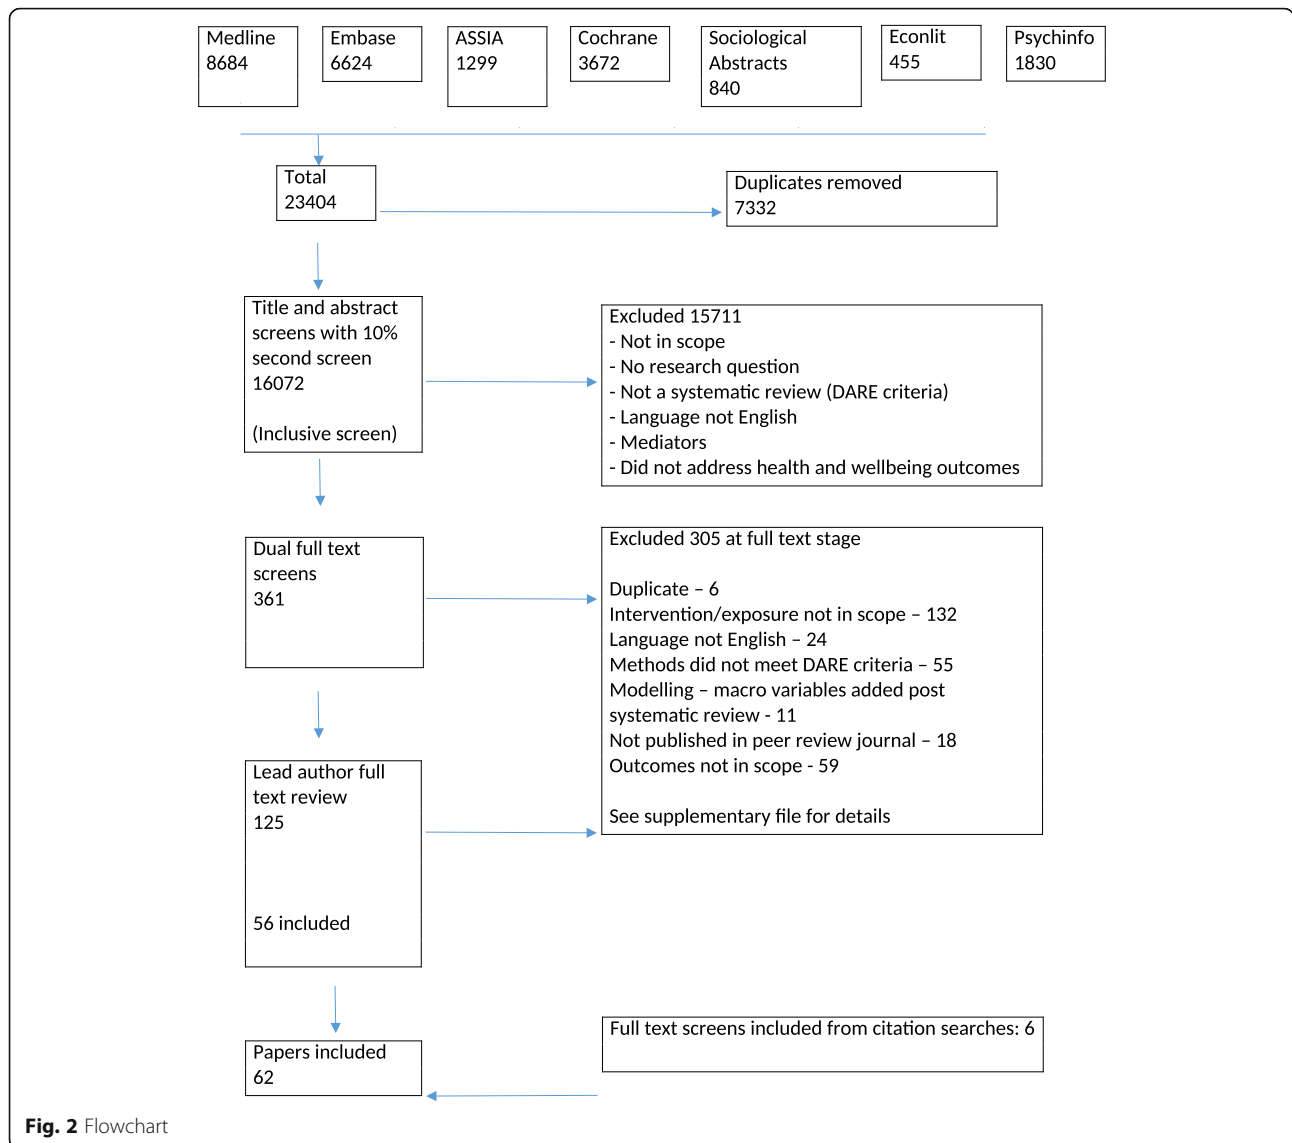 Medline
8684
Embase
6624
ASSIA
1299
Cochrane
3672
Sociological
Abstracts
840
Econlit
455
Psychinfo
1830
Total
23404
Duplicates removed
7332
Title and abstract
screens with 10%
second screen
16072
(Inclusive screen)
Excluded 15711
- Not in scope
- No research question
- Not a systematic review (DARE criteria)
- Language not English
- Mediators
- Did not address health and wellbeing outcomes
Dual full text
screens
361
Excluded 305 at full text stage
Duplicate – 6
Intervention/exposure not in scope – 132
Language not English – 24
Methods did not meet DARE criteria – 55
Modelling – macro variables added post
systematic review - 11
Not published in peer review journal – 18
Outcomes not in scope - 59
See supplementary file for details
Lead author full
text review
125
56 included
Full text screens included from citation searches: 6
Papers included
62
Fig. 2 Flowchart